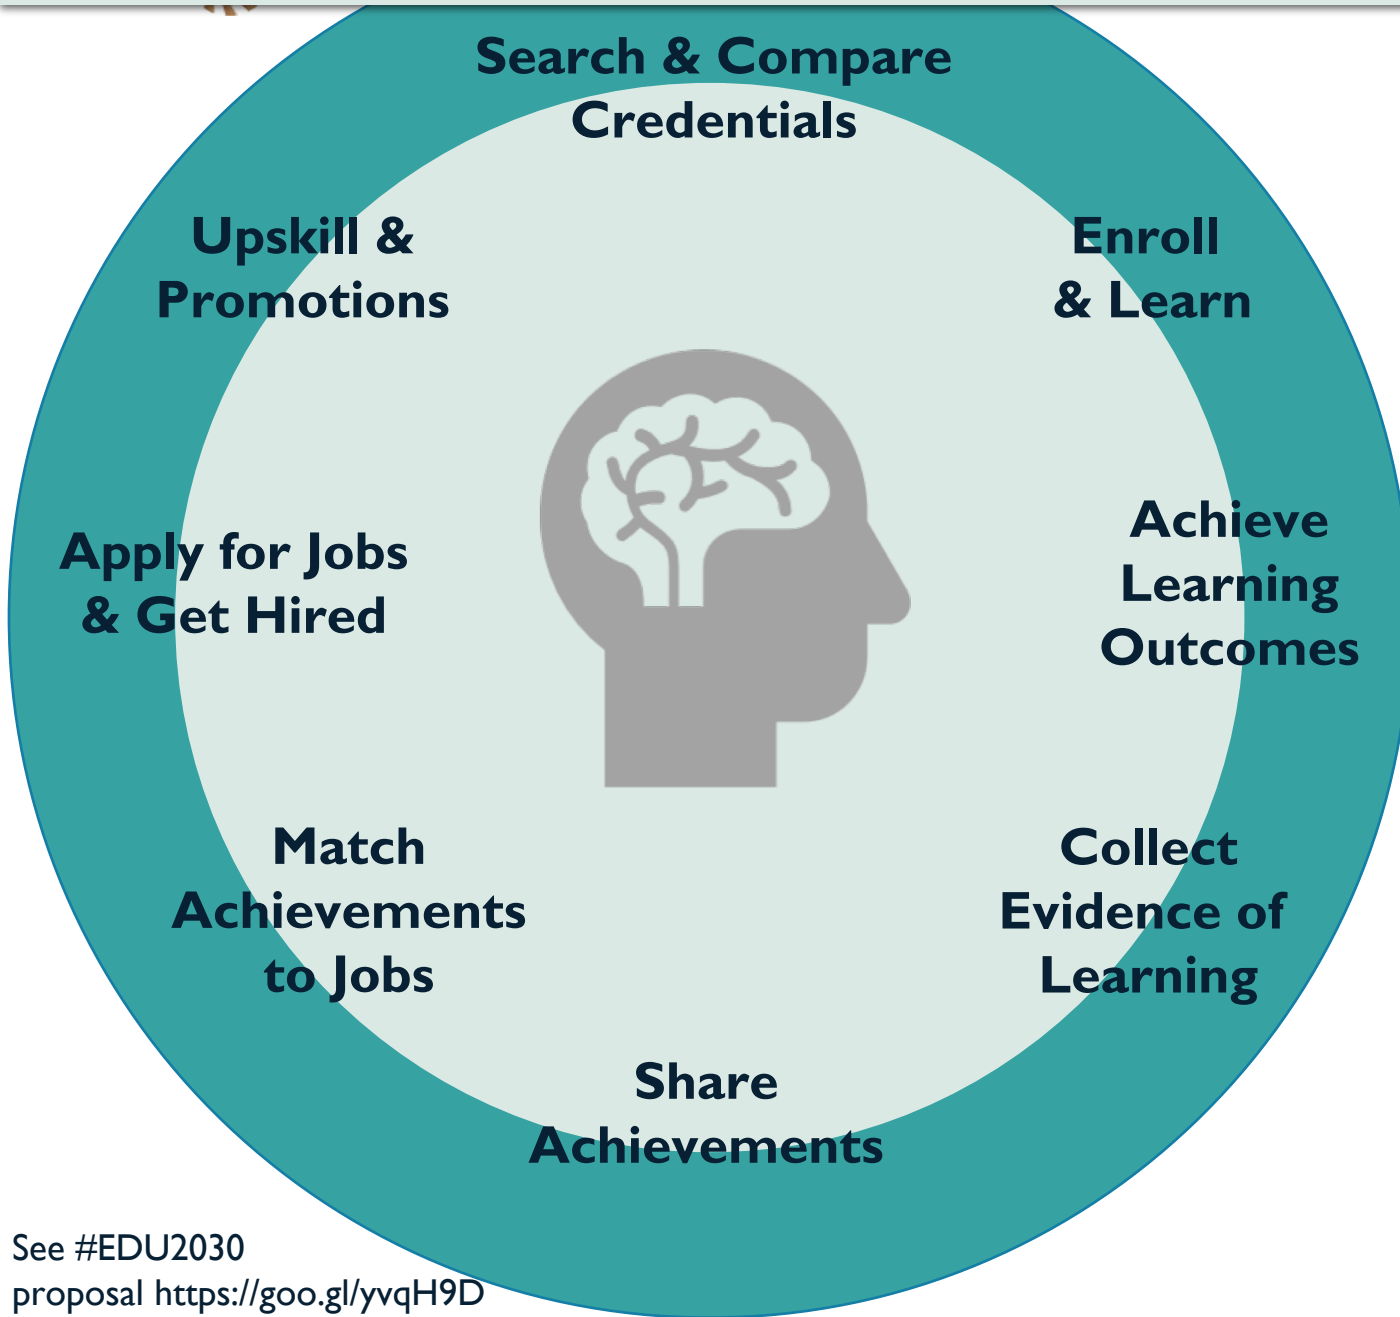 Search & Compare
Credentials
Enroll
& Learn
Achieve
Learning
Outcomes
Collect
Evidence of
Learning
Share
Achievements
Match
Achievements
to Jobs
Apply for Jobs
& Get Hired
Upskill &
Promotions
See #EDU2030
proposal https://goo.gl/yvqH9D